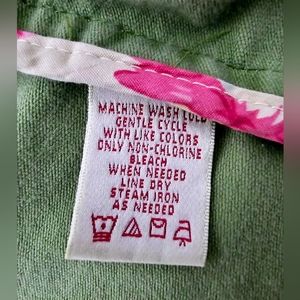 MACHINE WASH COLD
GENTLE CYCLE
WITH LIKE COLORS
ONLY NON-CHLORINE
BLEACH
WHEN NEEDED
LINE DRY
STEAM IRON
AS NEEDED